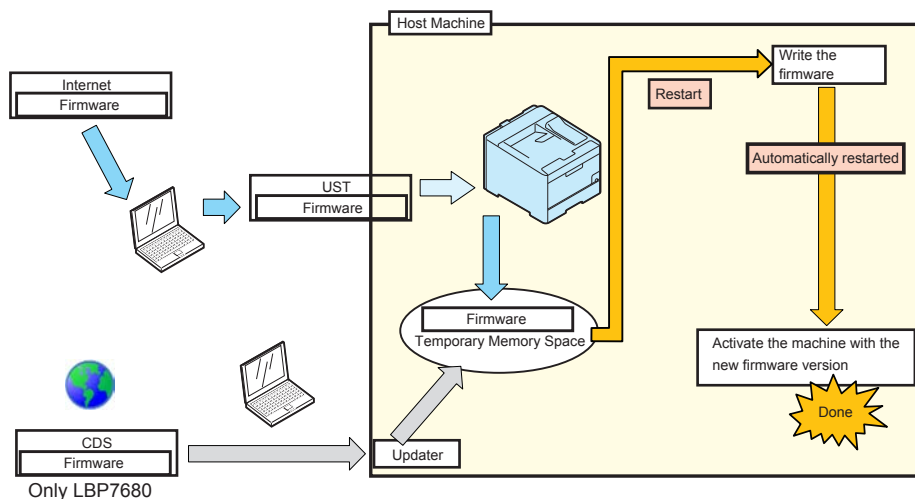 Host Machine
Internet
Firmware
Write the
firmware
Restart
Automatically restarted
UST
Firmware
Firmware
Temporary Memory Space
Activate the machine with the
new firmware version
Done
CDS
Firmware
Updater
Only LBP7680